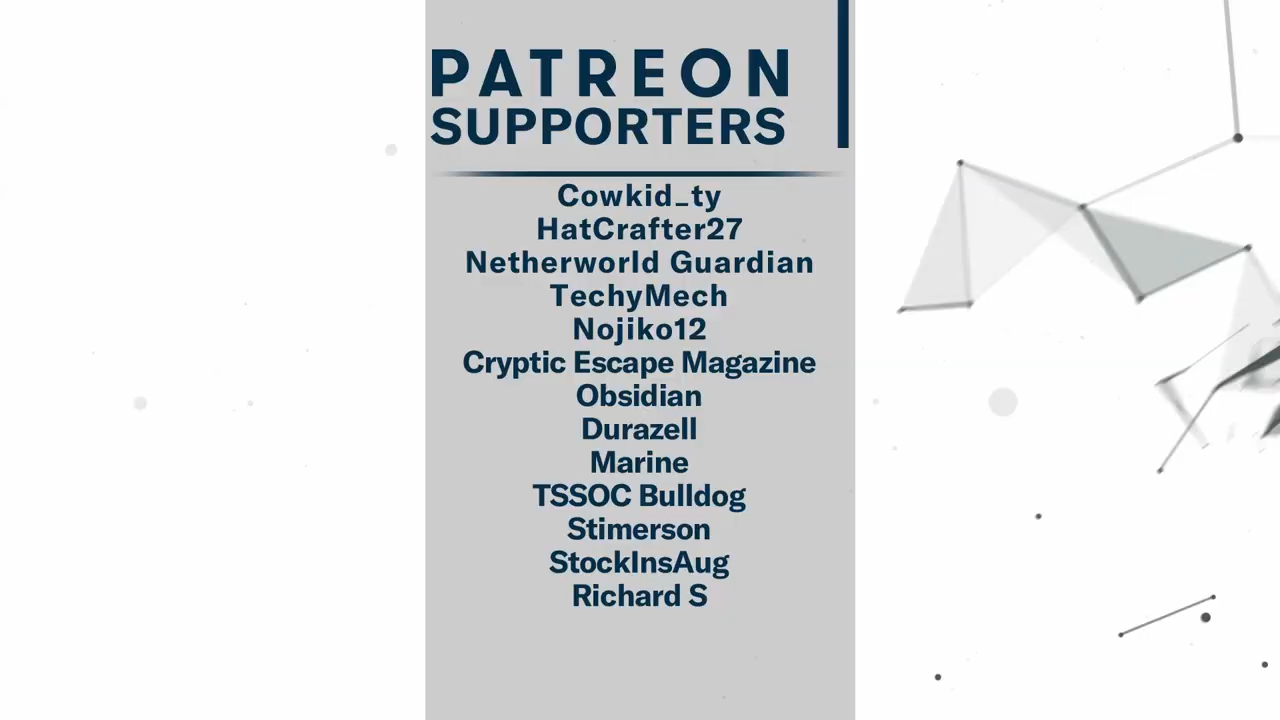 PATREON
SUPPORTERS
Cowkid_ty
HatCrafter27
Netherworld Guardian
TechyMech
Nojiko12
Cryptic Escape Magazine
Obsidian
Durazell
Marine
TSSOC Bulldog
Stimerson
StockInsAug
Richard S